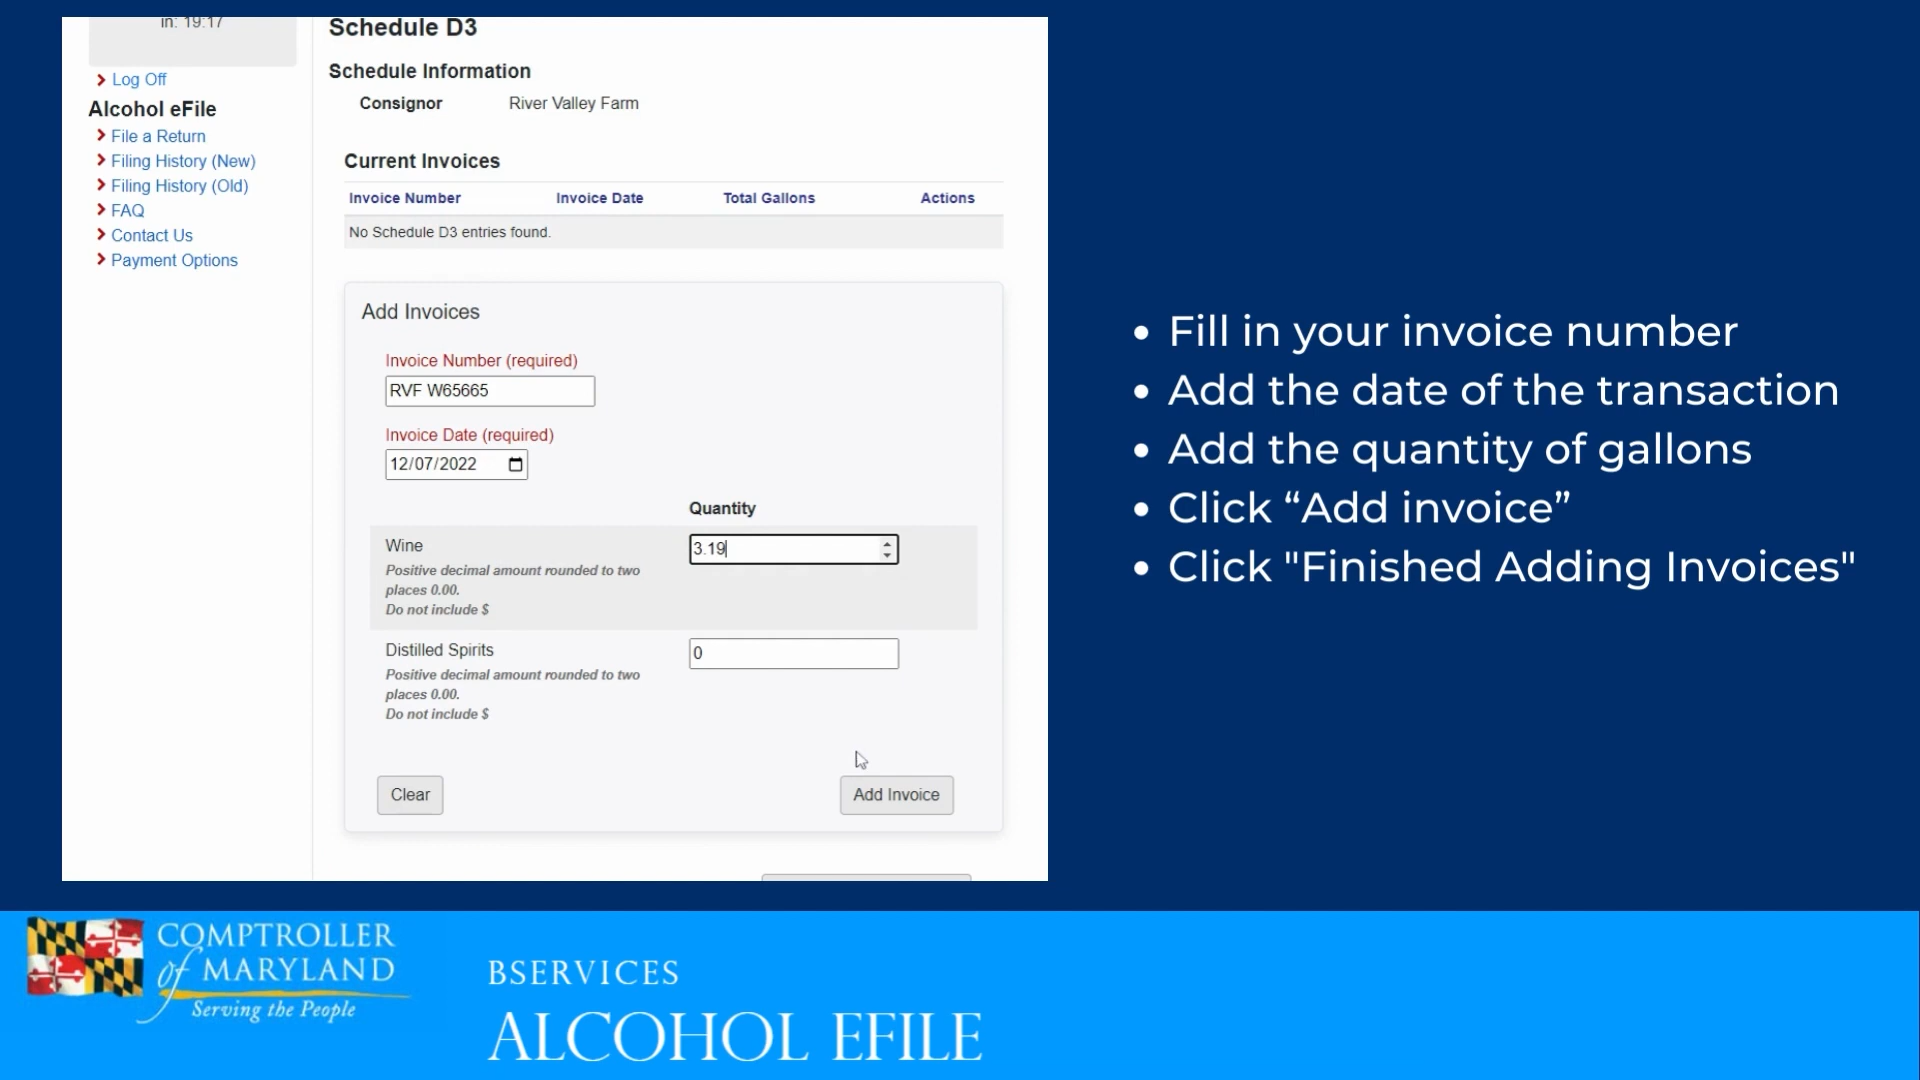 in: 19:17
Log Off
Alcohol eFile
File a Return
Filing History (New)
Filing History (Old)
FAQ
Contact Us
Payment Options
Schedule D3
Schedule Information
Consignor River Valley Farm
Current Invoices
Invoice Number Invoice Date Total Gallons Actions
No Schedule D3 entries found.
Add Invoices
Invoice Number (required)
RVF W65665
Invoice Date (required)
12/07/2022
Quantity
Wine 3.19
Positive decimal amount rounded to two
places 0.00.
Do not include $
Distilled Spirits 0
Positive decimal amount rounded to two
places 0.00.
Do not include $
Clear Add Invoice
• Fill in your invoice number
• Add the date of the transaction
• Add the quantity of gallons
• Click “Add invoice”
• Click "Finished Adding Invoices"
COMPTROLLER
of MARYLAND
Serving the People
BSERVICES
ALCOHOL EFILE